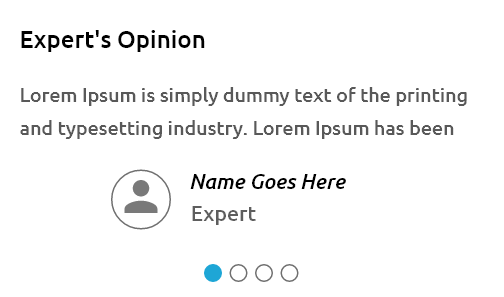 Expert's Opinion
Lorem Ipsum is simply dummy text of the printing
and typesetting industry. Lorem Ipsum has been
Name Goes Here
Expert